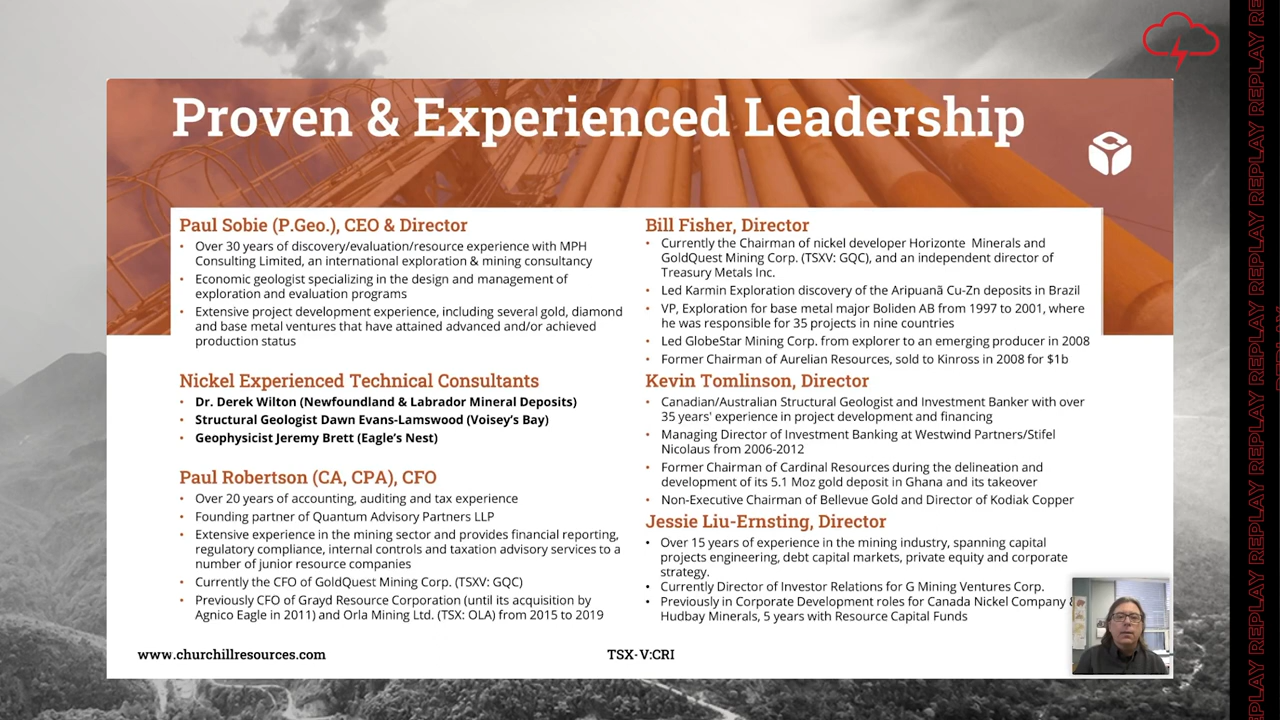 Proven & Experienced Leadership
Paul Sobie (P.Geo.), CEO & Director
• Over 30 years of discovery/evaluation/resource experience with MPH
Consulting Limited, an international exploration & mining consultancy
• Economic geologist specializing in the design and management of
exploration and evaluation programs
• Extensive project development experience, including several gold, diamond
and base metal ventures that have attained advanced and/or achieved
production status
Nickel Experienced Technical Consultants
• Dr. Derek Wilton (Newfoundland & Labrador Mineral Deposits)
• Structural Geologist Dawn Evans-Lamswood (Voisey's Bay)
• Geophysicist Jeremy Brett (Eagle's Nest)
Paul Robertson (CA, CPA), CFO
• Over 20 years of accounting, auditing and tax experience
• Founding partner of Quantum Advisory Partners LLP
• Extensive experience in the mining sector and provides financial reporting,
regulatory compliance, internal controls and taxation advisory services to a
number of junior resource companies
• Currently the CFO of GoldQuest Mining Corp. (TSXV: GQC)
• Previously CFO of Grayd Resource Corporation (until its acquisition by
Agnico Eagle in 2011) and Orla Mining Ltd. (TSX: OLA) from 2015 to 2019
Bill Fisher, Director
• Currently the Chairman of nickel developer Horizonte Minerals and
GoldQuest Mining Corp. (TSXV: GQC), and an independent director of
Treasury Metals Inc.
• Led Karmin Exploration discovery of the Aripuanã Cu-Zn deposits in Brazil
• VP, Exploration for base metal major Boliden AB from 1997 to 2001, where
he was responsible for 35 projects in nine countries
• Led GlobeStar Mining Corp. from explorer to an emerging producer in 2008
• Former Chairman of Aurelian Resources, sold to Kinross in 2008 for $1b
Kevin Tomlinson, Director
• Canadian/Australian Structural Geologist and Investment Banker with over
35 years' experience in project development and financing
• Managing Director of Investment Banking at Westwind Partners/Stifel
Nicolaus from 2006-2012
• Former Chairman of Cardinal Resources during the delineation and
development of its 5.1 Moz gold deposit in Ghana and its takeover
• Non-Executive Chairman of Bellevue Gold and Director of Kodiak Copper
Jessie Liu-Ernsting, Director
• Over 15 years of experience in the mining industry, spanning capital
projects engineering, debt capital markets, private equity and corporate
strategy.
• Currently Director of Investor Relations for G Mining Ventures Corp.
• Previously in Corporate Development roles for Canada Nickel Company &
Hudbay Minerals, 5 years with Resource Capital Funds
www.churchillresources.com
TSX-V:CRI
REPLAY REPLAY REPLAY REPLAY REPLAY REPLAY REPLAY REPLAY